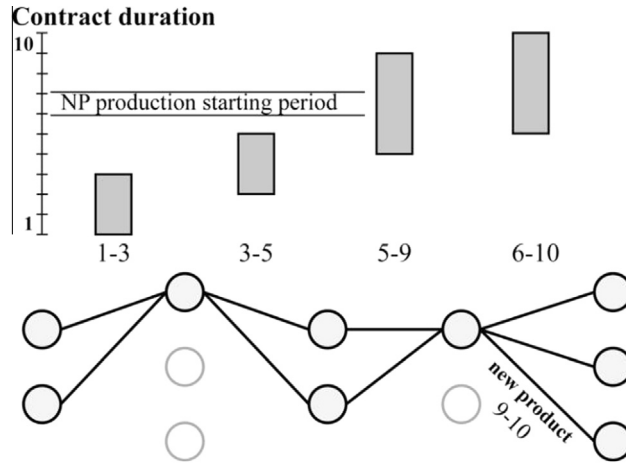 Contract duration
10
NP production starting period
1
1-3 3-5 5-9 6-10
new product
9-10